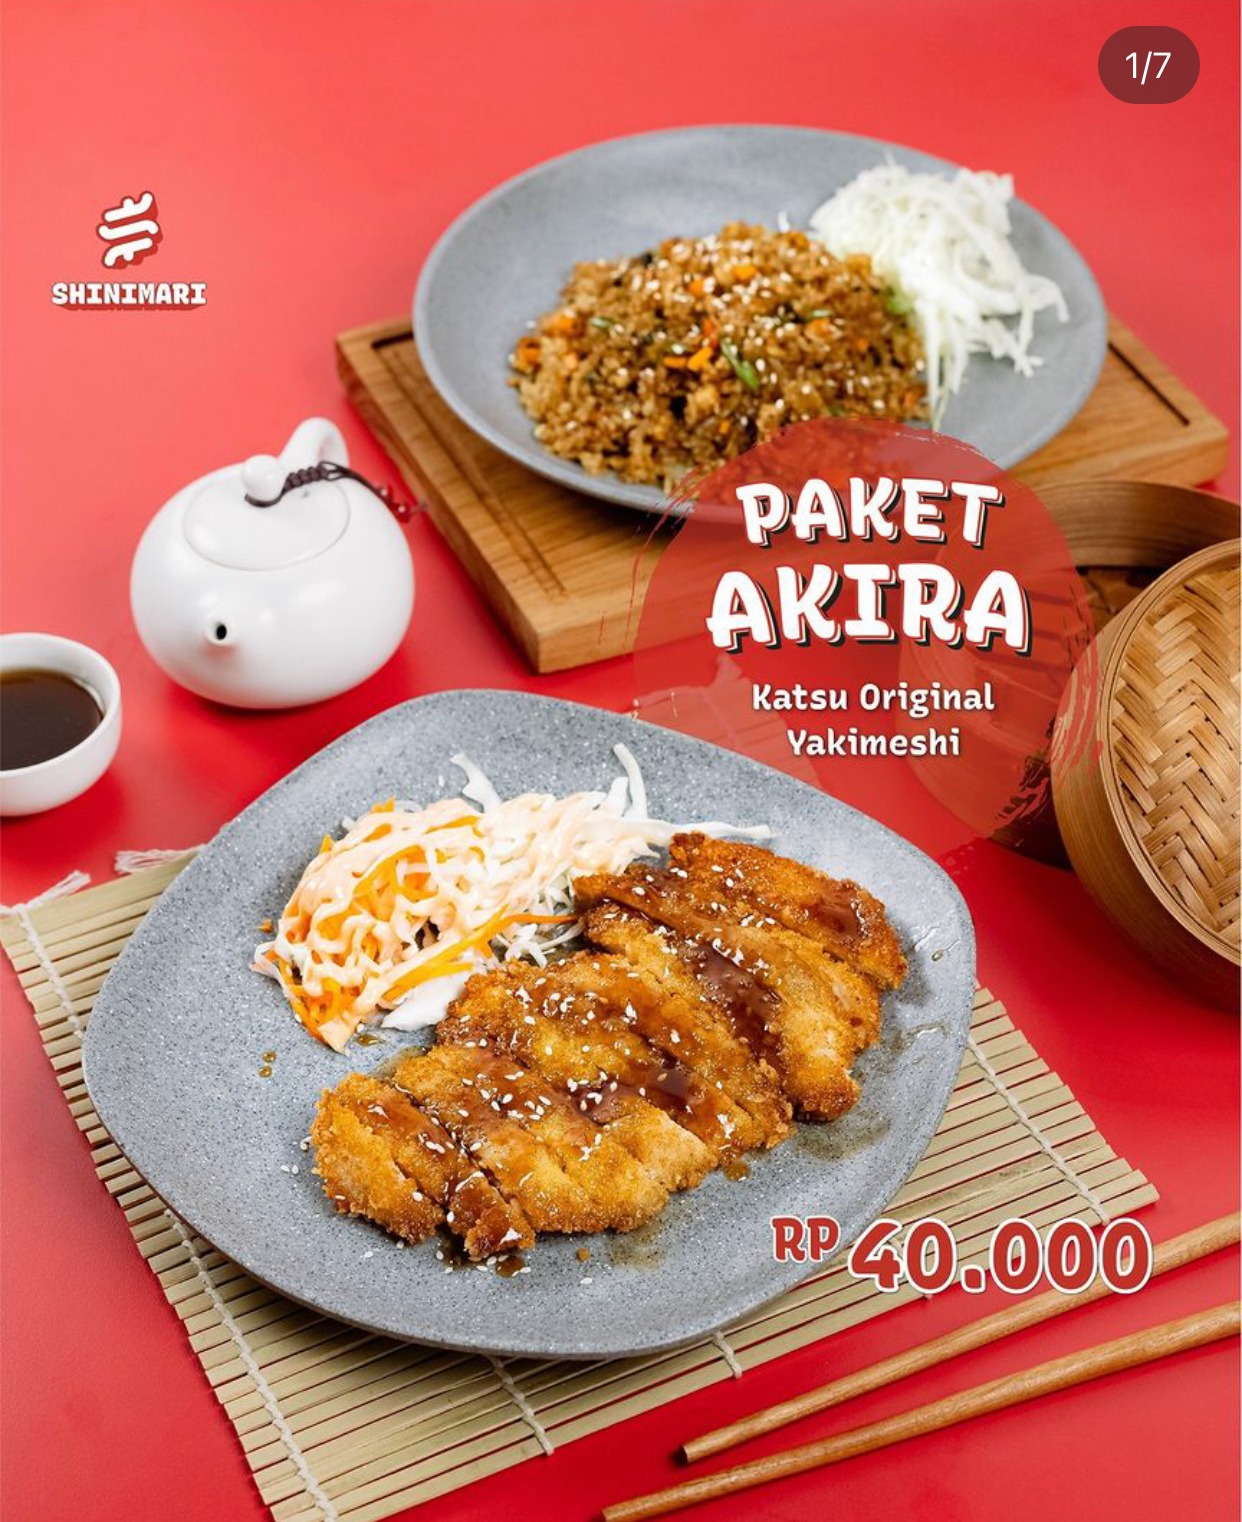 1/7
SHINIMARI
PAKET
AKIRA
Katsu Original
Yakimeshi
RP 40.000